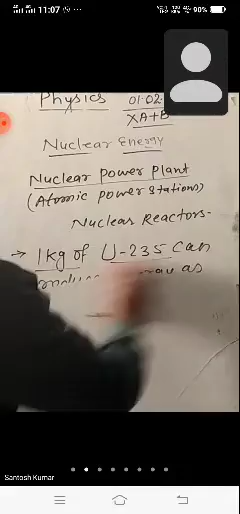 11:07
90%
Physics 01.02.
XA+B
Nuclear Energy
Nuclear Power Plant
(Atomic power stations)
Nuclear Reactors-
→ 1kg of U-235 can
as
Santosh Kumar